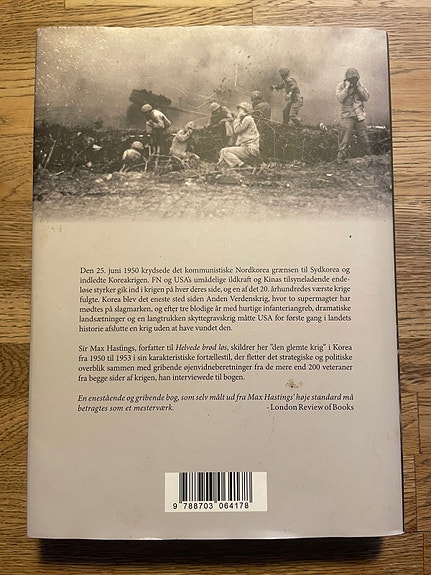 Den 25. juni 1950 krydsede det kommunistiske Nordkorea grænsen til Sydkorea og
indledte Koreakrigen. FN og USA's umådelige ildkraft og Kinas tilsyneladende ende-
løse styrker gik ind i krigen på hver deres side, og en af det 20. århundredes værste krige
fulgte. Korea blev det eneste sted siden Anden Verdenskrig, hvor to supermagter har
mødtes på slagmarken, og efter tre blodige år med hurtige infanteriangreb, dramatiske
landsætninger og en langtrukken skyttegravskrig måtte USA for første gang i landets
historie afslutte en krig uden at have vundet den.
Sir Max Hastings, forfatter til Helvede brød løs, skildrer her "den glemte krig" i Korea
fra 1950 til 1953 i sin karakteristiske fortællestil, der fletter det strategiske og politiske
overblik sammen med gribende øjenvidneberetninger fra de mere end 200 veteraner
fra begge sider af krigen, han interviewede til bogen.
En enestående og gribende bog, som selv målt ud fra Max Hastings' høje standard må
betragtes som et mesterværk.
- London Review of Books
9 788703 064178